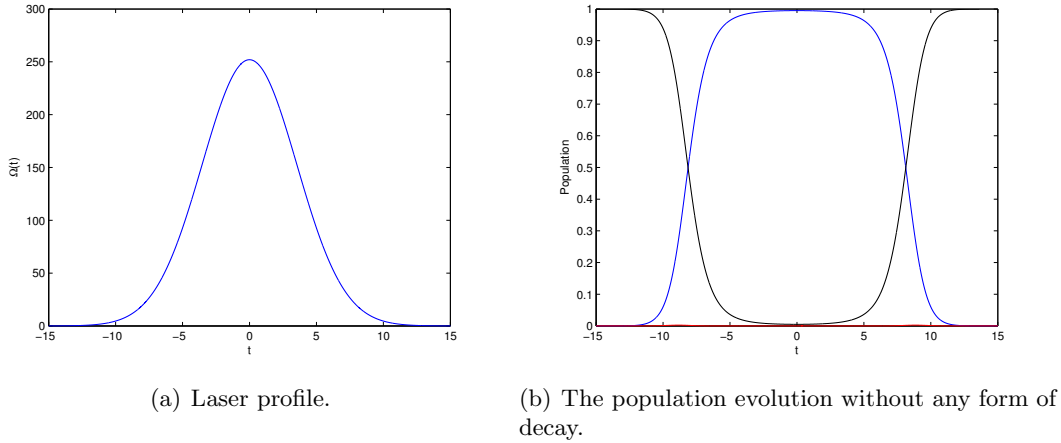 300
250
200
150
100
50
0
Ω(t)
−15 −10 −5 0 5 10 15
t
1
0.9
0.8
0.7
0.6
0.5
0.4
0.3
0.2
0.1
0
Population
−15 −10 −5 0 5 10 15
t
(a) Laser profile.
(b) The population evolution without any form of
decay.